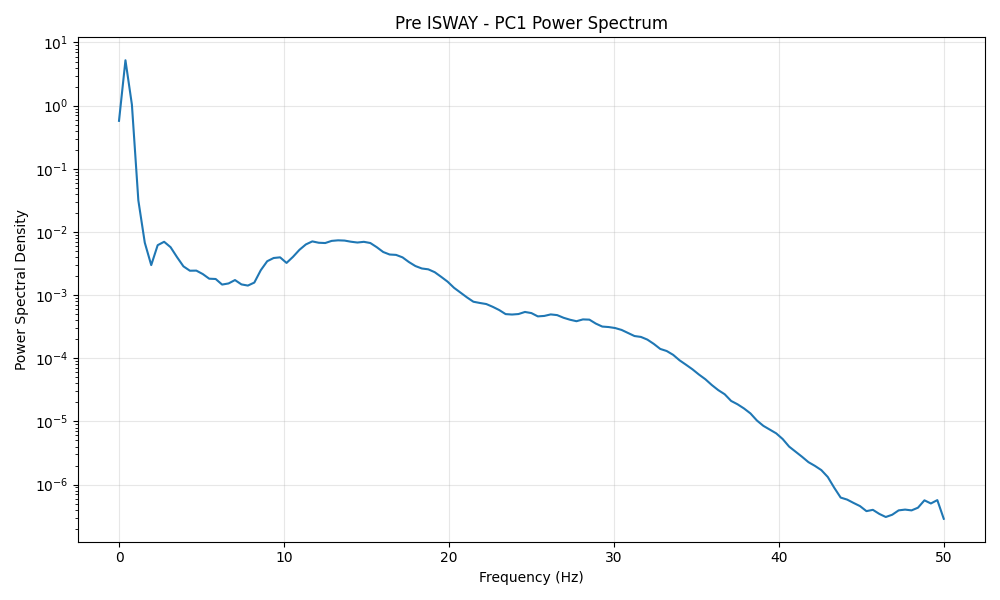 Pre ISWAY - PC1 Power Spectrum
Power Spectral Density
10¹
10⁰
10⁻¹
10⁻²
10⁻³
10⁻⁴
10⁻⁵
10⁻⁶
0 10 20 30 40 50
Frequency (Hz)